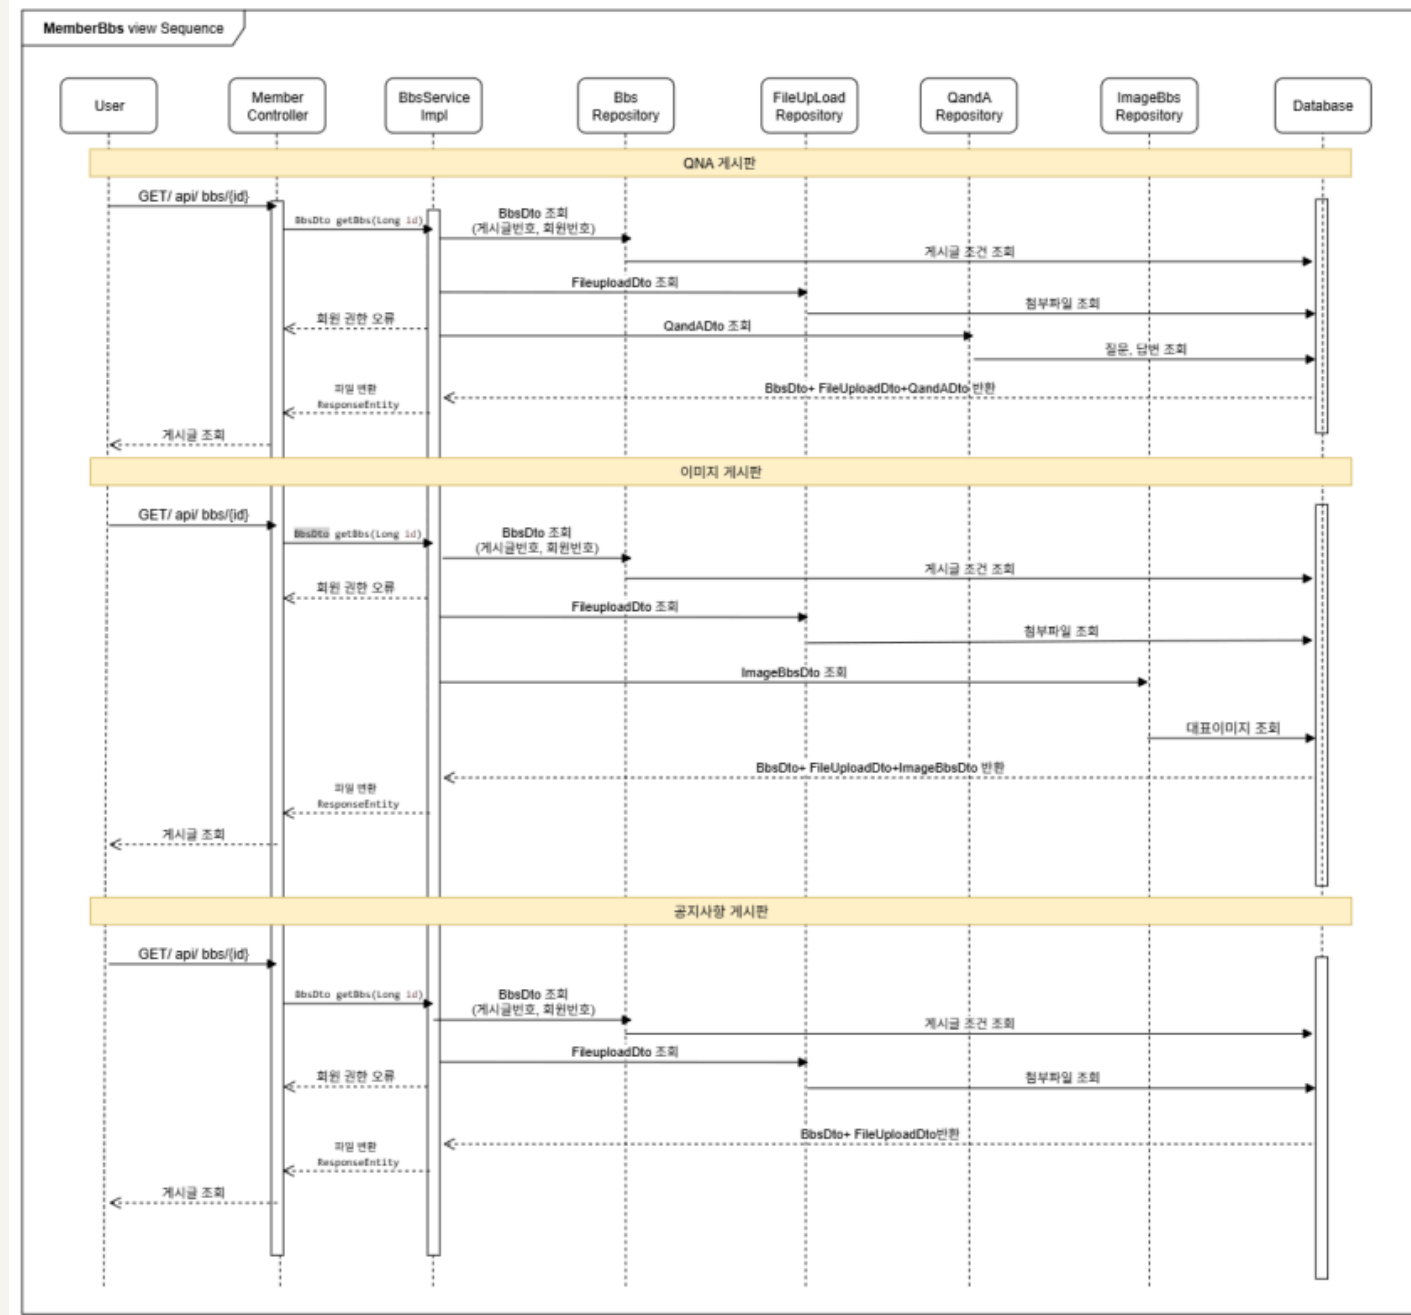 MemberBbs view Sequence
User
Member
Controller
BbsService
Impl
Bbs
Repository
FileUpLoad
Repository
QandA
Repository
ImageBbs
Repository
Database
QNA 게시판
GET/ api/ bbs/{id}
BbsDto getBbs(Long id)
BbsDto 조회
(게시글번호, 회원번호)
게시글 조건 조회
FileuploadDto 조회
첨부파일 조회
회원 권한 오류
QandADto 조회
질문, 답변 조회
BbsDto+ FileUploadDto+QandADto 반환
파일 변환
ResponseEntity
게시글 조회
이미지 게시판
GET/ api/ bbs/{id}
BbsDto getBbs(Long id)
BbsDto 조회
(게시글번호, 회원번호)
게시글 조건 조회
회원 권한 오류
FileuploadDto 조회
첨부파일 조회
ImageBbsDto 조회
대표이미지 조회
BbsDto+ FileUploadDto+ImageBbsDto 반환
파일 변환
ResponseEntity
게시글 조회
공지사항 게시판
GET/ api/ bbs/{id}
BbsDto getBbs(Long id)
BbsDto 조회
(게시글번호, 회원번호)
게시글 조건 조회
FileuploadDto 조회
회원 권한 오류
첨부파일 조회
BbsDto+ FileUploadDto반환
파일 변환
ResponseEntity
게시글 조회